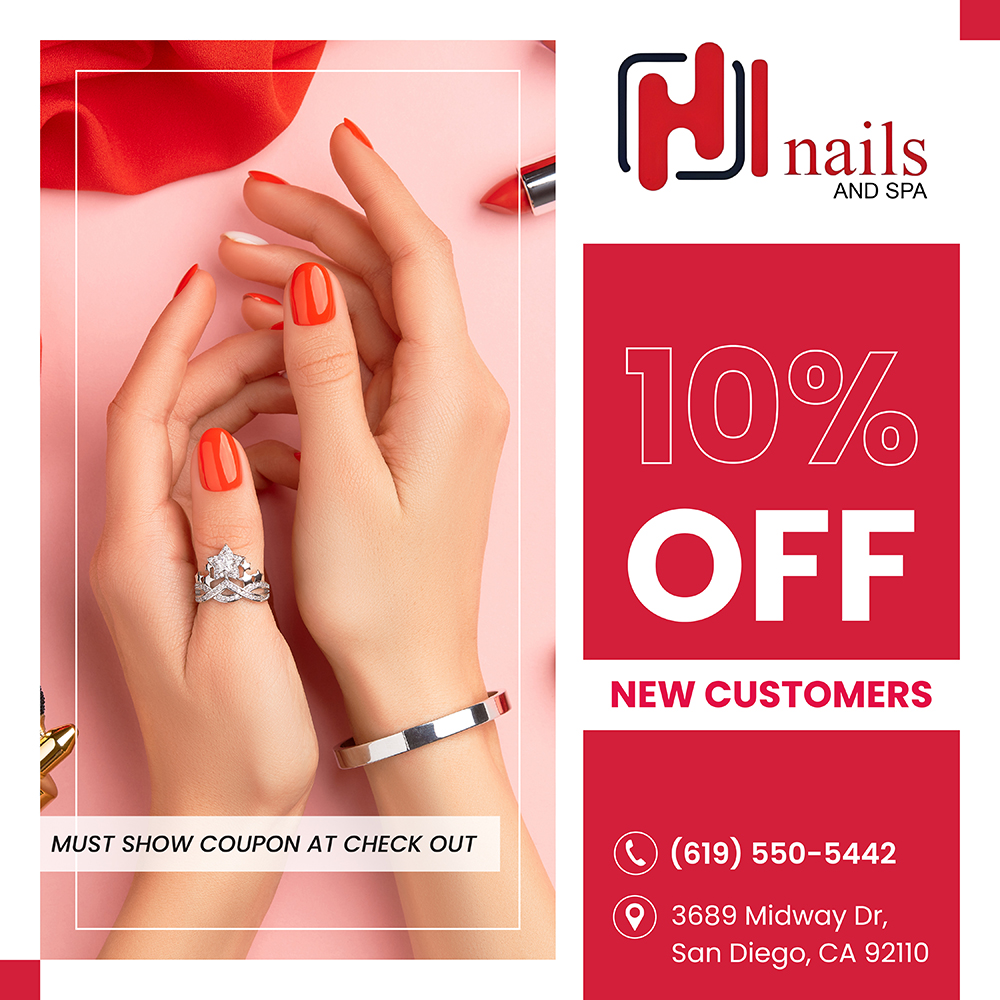 nails
AND SPA
10%
OFF
NEW CUSTOMERS
MUST SHOW COUPON AT CHECK OUT
(619) 550-5442
3689 Midway Dr,
San Diego, CA 92110